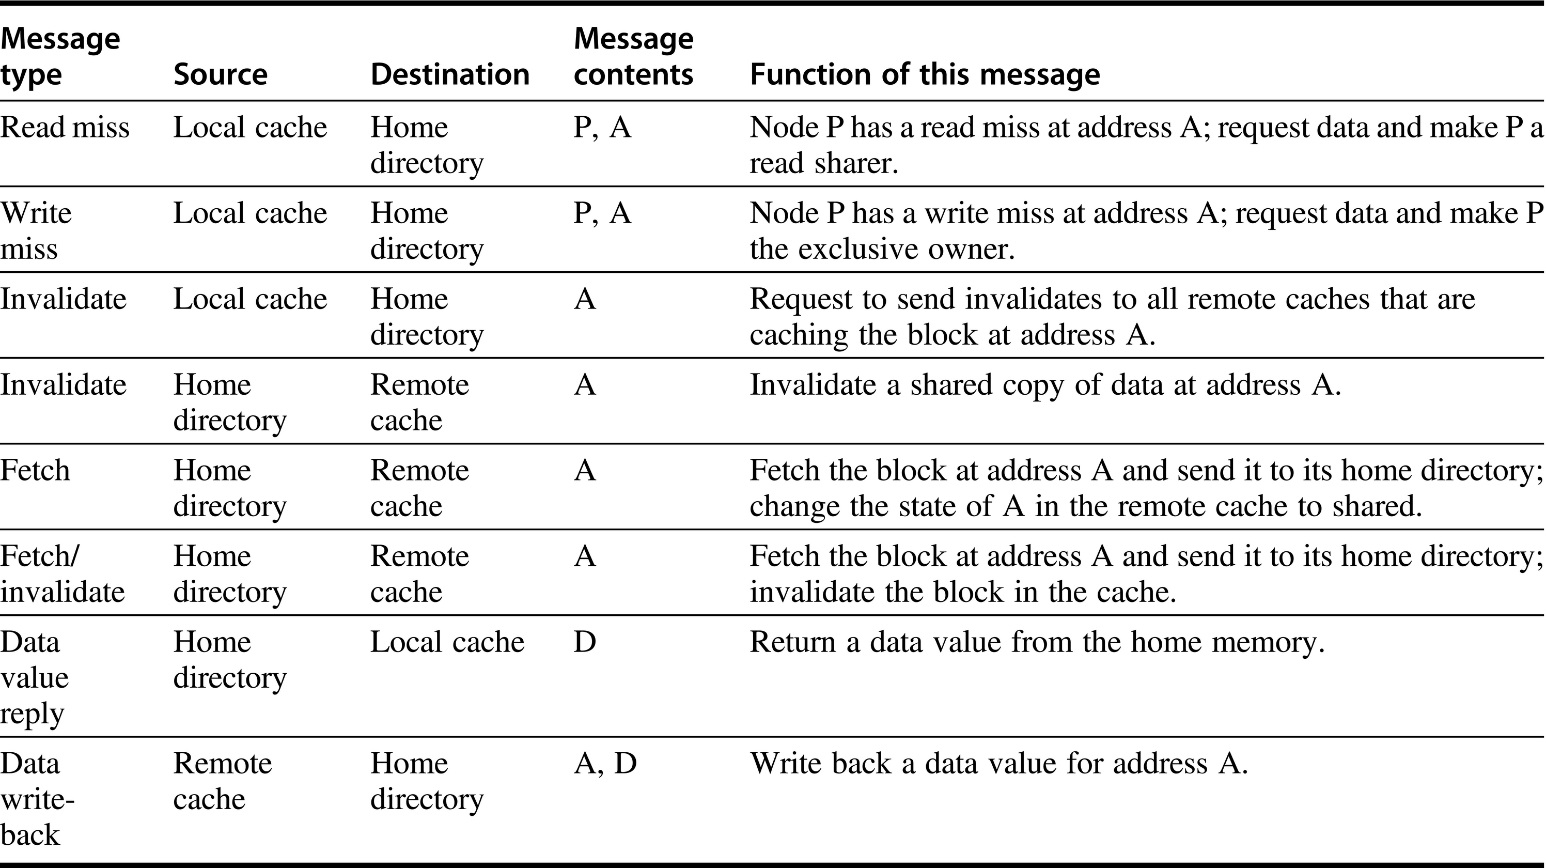 Message type Source Destination Message contents Function of this message
Read miss Local cache Home directory P, A Node P has a read miss at address A; request data and make P a read sharer.
Write miss Local cache Home directory P, A Node P has a write miss at address A; request data and make P the exclusive owner.
Invalidate Local cache Home directory A Request to send invalidates to all remote caches that are caching the block at address A.
Invalidate Home directory Remote cache A Invalidate a shared copy of data at address A.
Fetch Home directory Remote cache A Fetch the block at address A and send it to its home directory; change the state of A in the remote cache to shared.
Fetch/ invalidate Home directory Remote cache A Fetch the block at address A and send it to its home directory; invalidate the block in the cache.
Data value reply Home directory Local cache D Return a data value from the home memory.
Data write-back Remote cache Home directory A, D Write back a data value for address A.